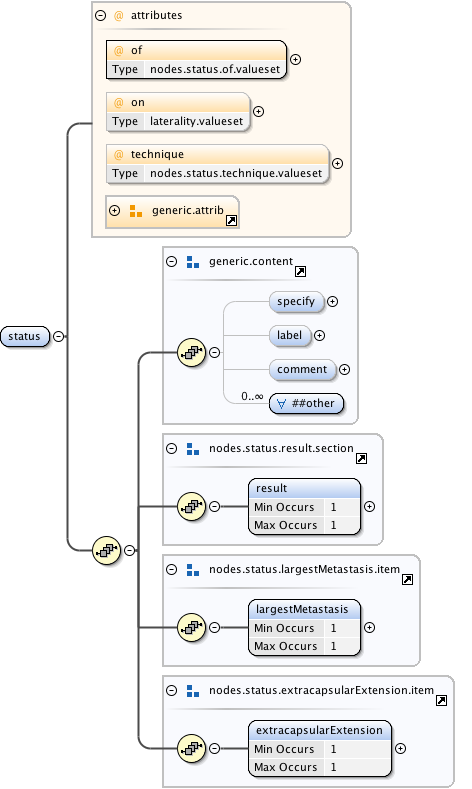 @ attributes
@ of
Type nodes.status.of.valueset
@ on
Type laterality.valueset
@ technique
Type nodes.status.technique.valueset
generic.attrib
generic.content
specify
label
status
comment
0..∞
∀ ##other
nodes.status.result.section
result
Min Occurs 1
Max Occurs 1
nodes.status.largestMetastasis.item
largestMetastasis
Min Occurs 1
Max Occurs 1
nodes.status.extracapsularExtension.item
extracapsularExtension
Min Occurs 1
Max Occurs 1